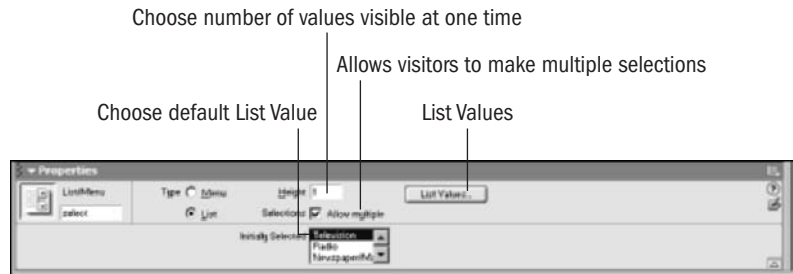 Choose number of values visible at one time
Allows visitors to make multiple selections
Choose default List Value
List Values
Properties
List/Menu
Type
Menu
Height
1
List Values...
select
List
Selections
Allow multiple
Initially Selected
Television
Radio